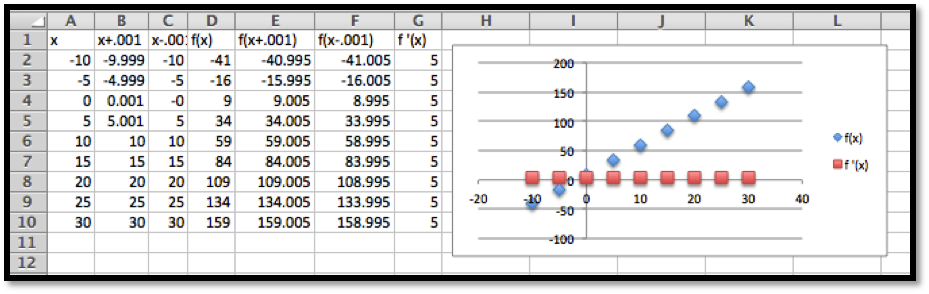 A B C D E F G H I J K L
1 x x+.001 x-.001 f(x) f(x+.001) f(x-.001) f '(x)
2 -10 -9.999 -10 -41 -40.995 -41.005 5
3 -5 -4.999 -5 -16 -15.995 -16.005 5
4 0 0.001 -0 9 9.005 8.995 5
5 5 5.001 5 34 34.005 33.995 5
6 10 10 10 59 59.005 58.995 5
7 15 15 15 84 84.005 83.995 5
8 20 20 20 109 109.005 108.995 5
9 25 25 25 134 134.005 133.995 5
10 30 30 30 159 159.005 158.995 5
11
12
200
150
100
50
0
-50
-100
-20 -10 0 10 20 30 40
f(x)
f '(x)